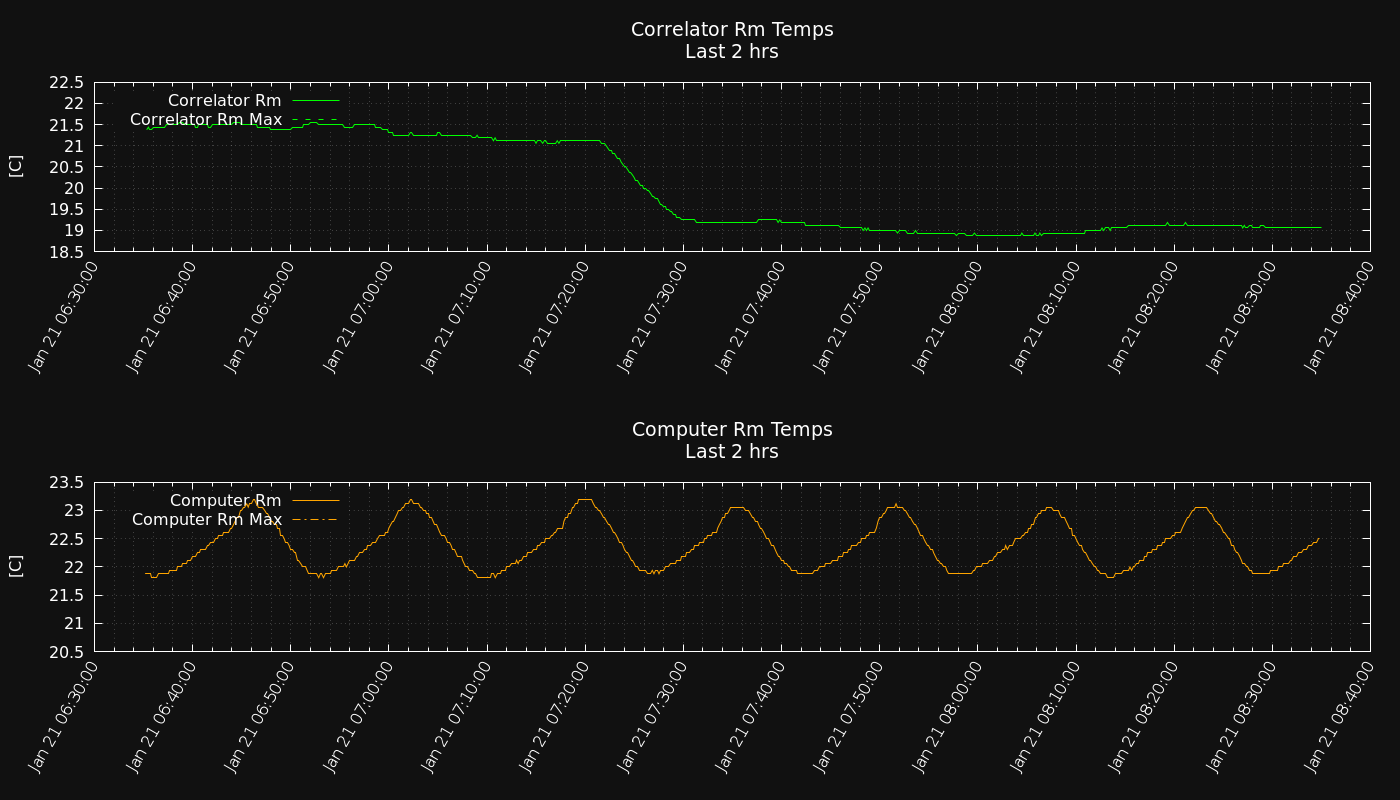 Correlator Rm Temps
Last 2 hrs
Correlator Rm
Correlator Rm Max
[C]
22.5
22
21.5
21
20.5
20
19.5
19
18.5
Jan 21 06:30:00
Jan 21 06:40:00
Jan 21 06:50:00
Jan 21 07:00:00
Jan 21 07:10:00
Jan 21 07:20:00
Jan 21 07:30:00
Jan 21 07:40:00
Jan 21 07:50:00
Jan 21 08:00:00
Jan 21 08:10:00
Jan 21 08:20:00
Jan 21 08:30:00
Jan 21 08:40:00
Computer Rm Temps
Last 2 hrs
Computer Rm
Computer Rm Max
[C]
23.5
23
22.5
22
21.5
21
20.5
Jan 21 06:30:00
Jan 21 06:40:00
Jan 21 06:50:00
Jan 21 07:00:00
Jan 21 07:10:00
Jan 21 07:20:00
Jan 21 07:30:00
Jan 21 07:40:00
Jan 21 07:50:00
Jan 21 08:00:00
Jan 21 08:10:00
Jan 21 08:20:00
Jan 21 08:30:00
Jan 21 08:40:00